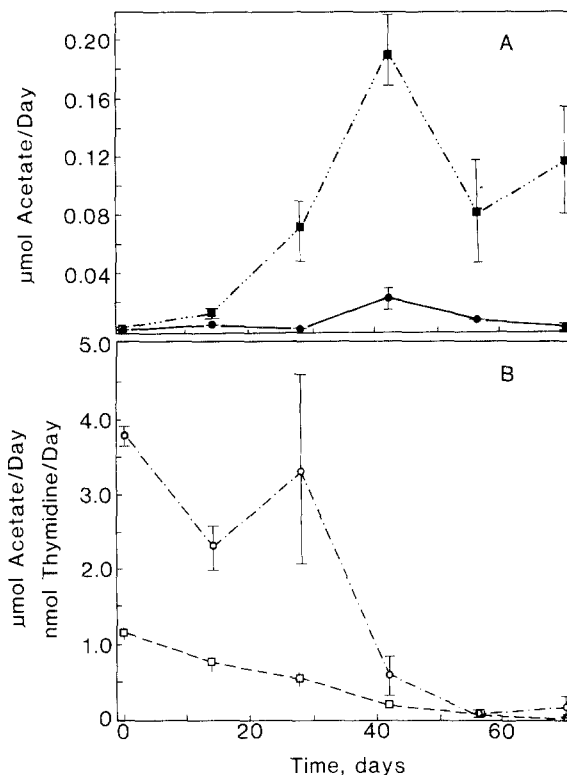 A
0.20
0.16
0.12
0.08
0.04
μmol Acetate/Day
B
5.0
4.0
3.0
2.0
1.0
0
μmol Acetate/Day
nmol Thymidine/Day
0 20 40 60
Time, days